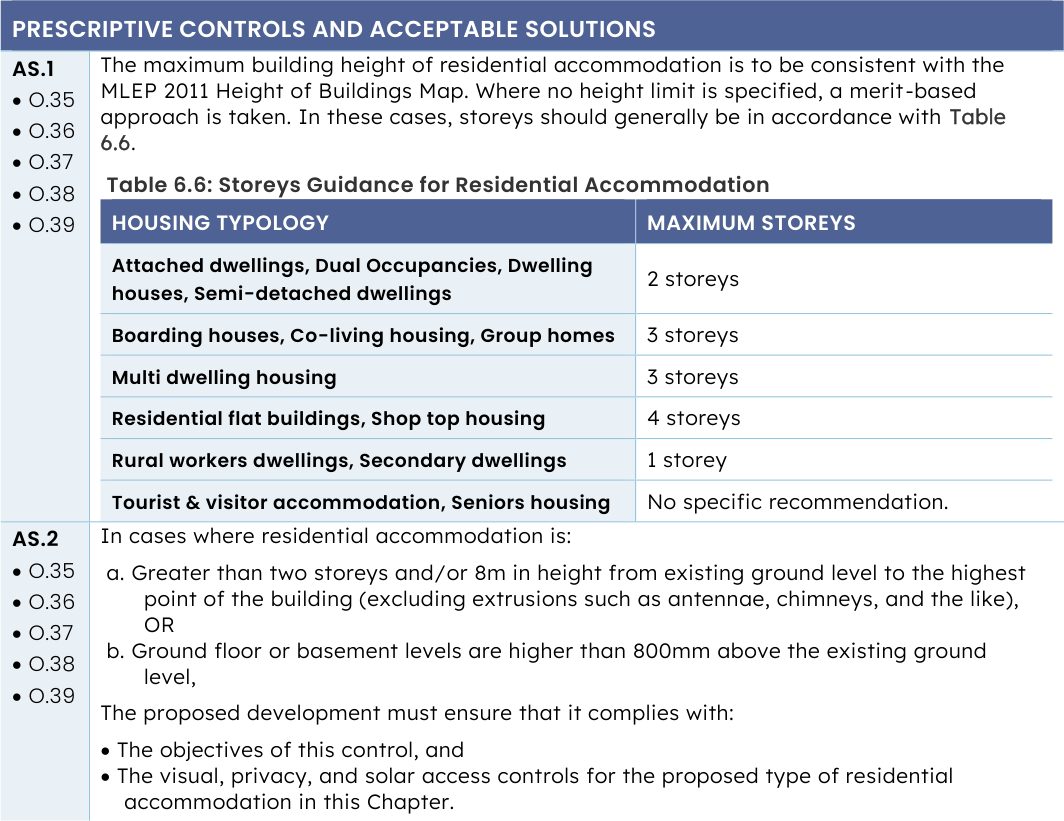 PRESCRIPTIVE CONTROLS AND ACCEPTABLE SOLUTIONS
AS.1
• O.35
• O.36
• O.37
• O.38
• O.39
The maximum building height of residential accommodation is to be consistent with the
MLEP 2011 Height of Buildings Map. Where no height limit is specified, a merit-based
approach is taken. In these cases, storeys should generally be in accordance with Table
6.6.
Table 6.6: Storeys Guidance for Residential Accommodation
HOUSING TYPOLOGY MAXIMUM STOREYS
Attached dwellings, Dual Occupancies, Dwelling
houses, Semi-detached dwellings
2 storeys
Boarding houses, Co-living housing, Group homes 3 storeys
Multi dwelling housing 3 storeys
Residential flat buildings, Shop top housing 4 storeys
Rural workers dwellings, Secondary dwellings 1 storey
Tourist & visitor accommodation, Seniors housing No specific recommendation.
AS.2
• O.35
• O.36
• O.37
• O.38
• O.39
In cases where residential accommodation is:
a. Greater than two storeys and/or 8m in height from existing ground level to the highest
point of the building (excluding extrusions such as antennae, chimneys, and the like),
OR
b. Ground floor or basement levels are higher than 800mm above the existing ground
level,
The proposed development must ensure that it complies with:
• The objectives of this control, and
• The visual, privacy, and solar access controls for the proposed type of residential
accommodation in this Chapter.